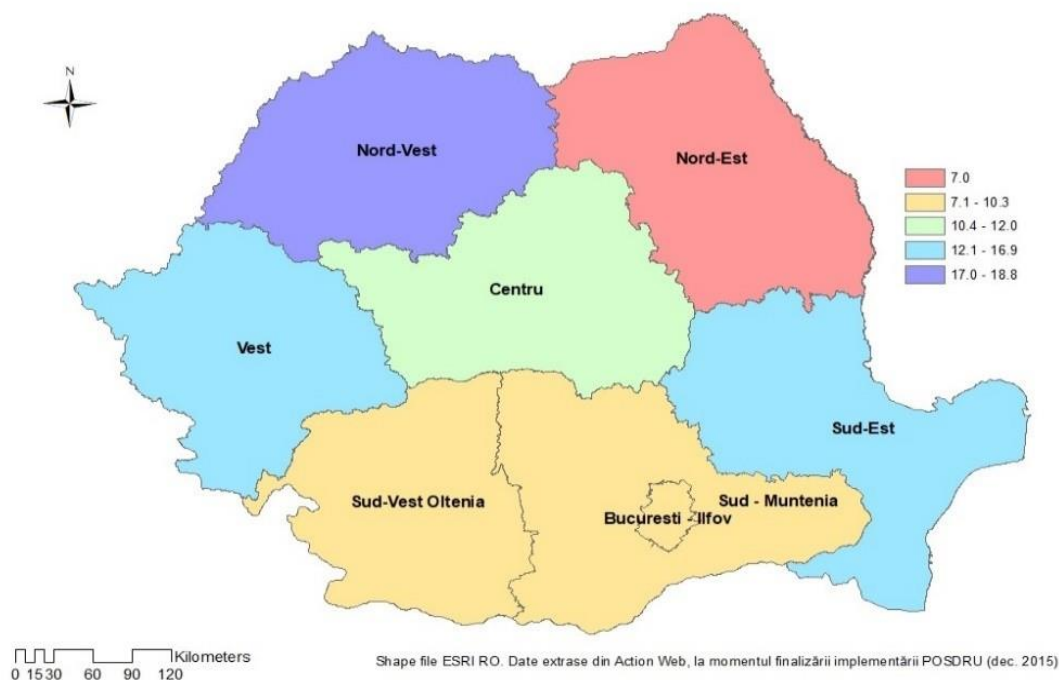 N
Nord-Vest
Nord-Est
7.0
7.1 - 10.3
10.4 - 12.0
12.1 - 16.9
17.0 - 18.8
Centru
Vest
Sud-Est
Sud-Vest Oltenia
Sud - Muntenia
Bucuresti - Ilfov
Kilometers
0 1530 60 90 120
Shape file ESRI RO. Date extrase din Action Web, la momentul finalizării implementării POSDRU (dec. 2015)